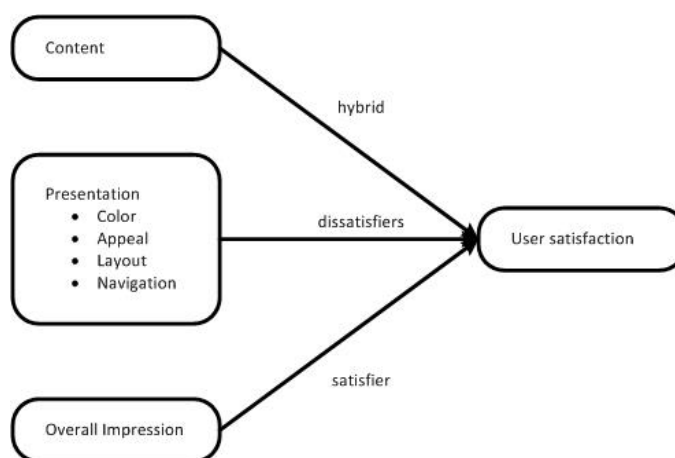 Content
hybrid
Presentation
• Color
• Appeal
• Layout
• Navigation
dissatisfiers
User satisfaction
satisfier
Overall Impression